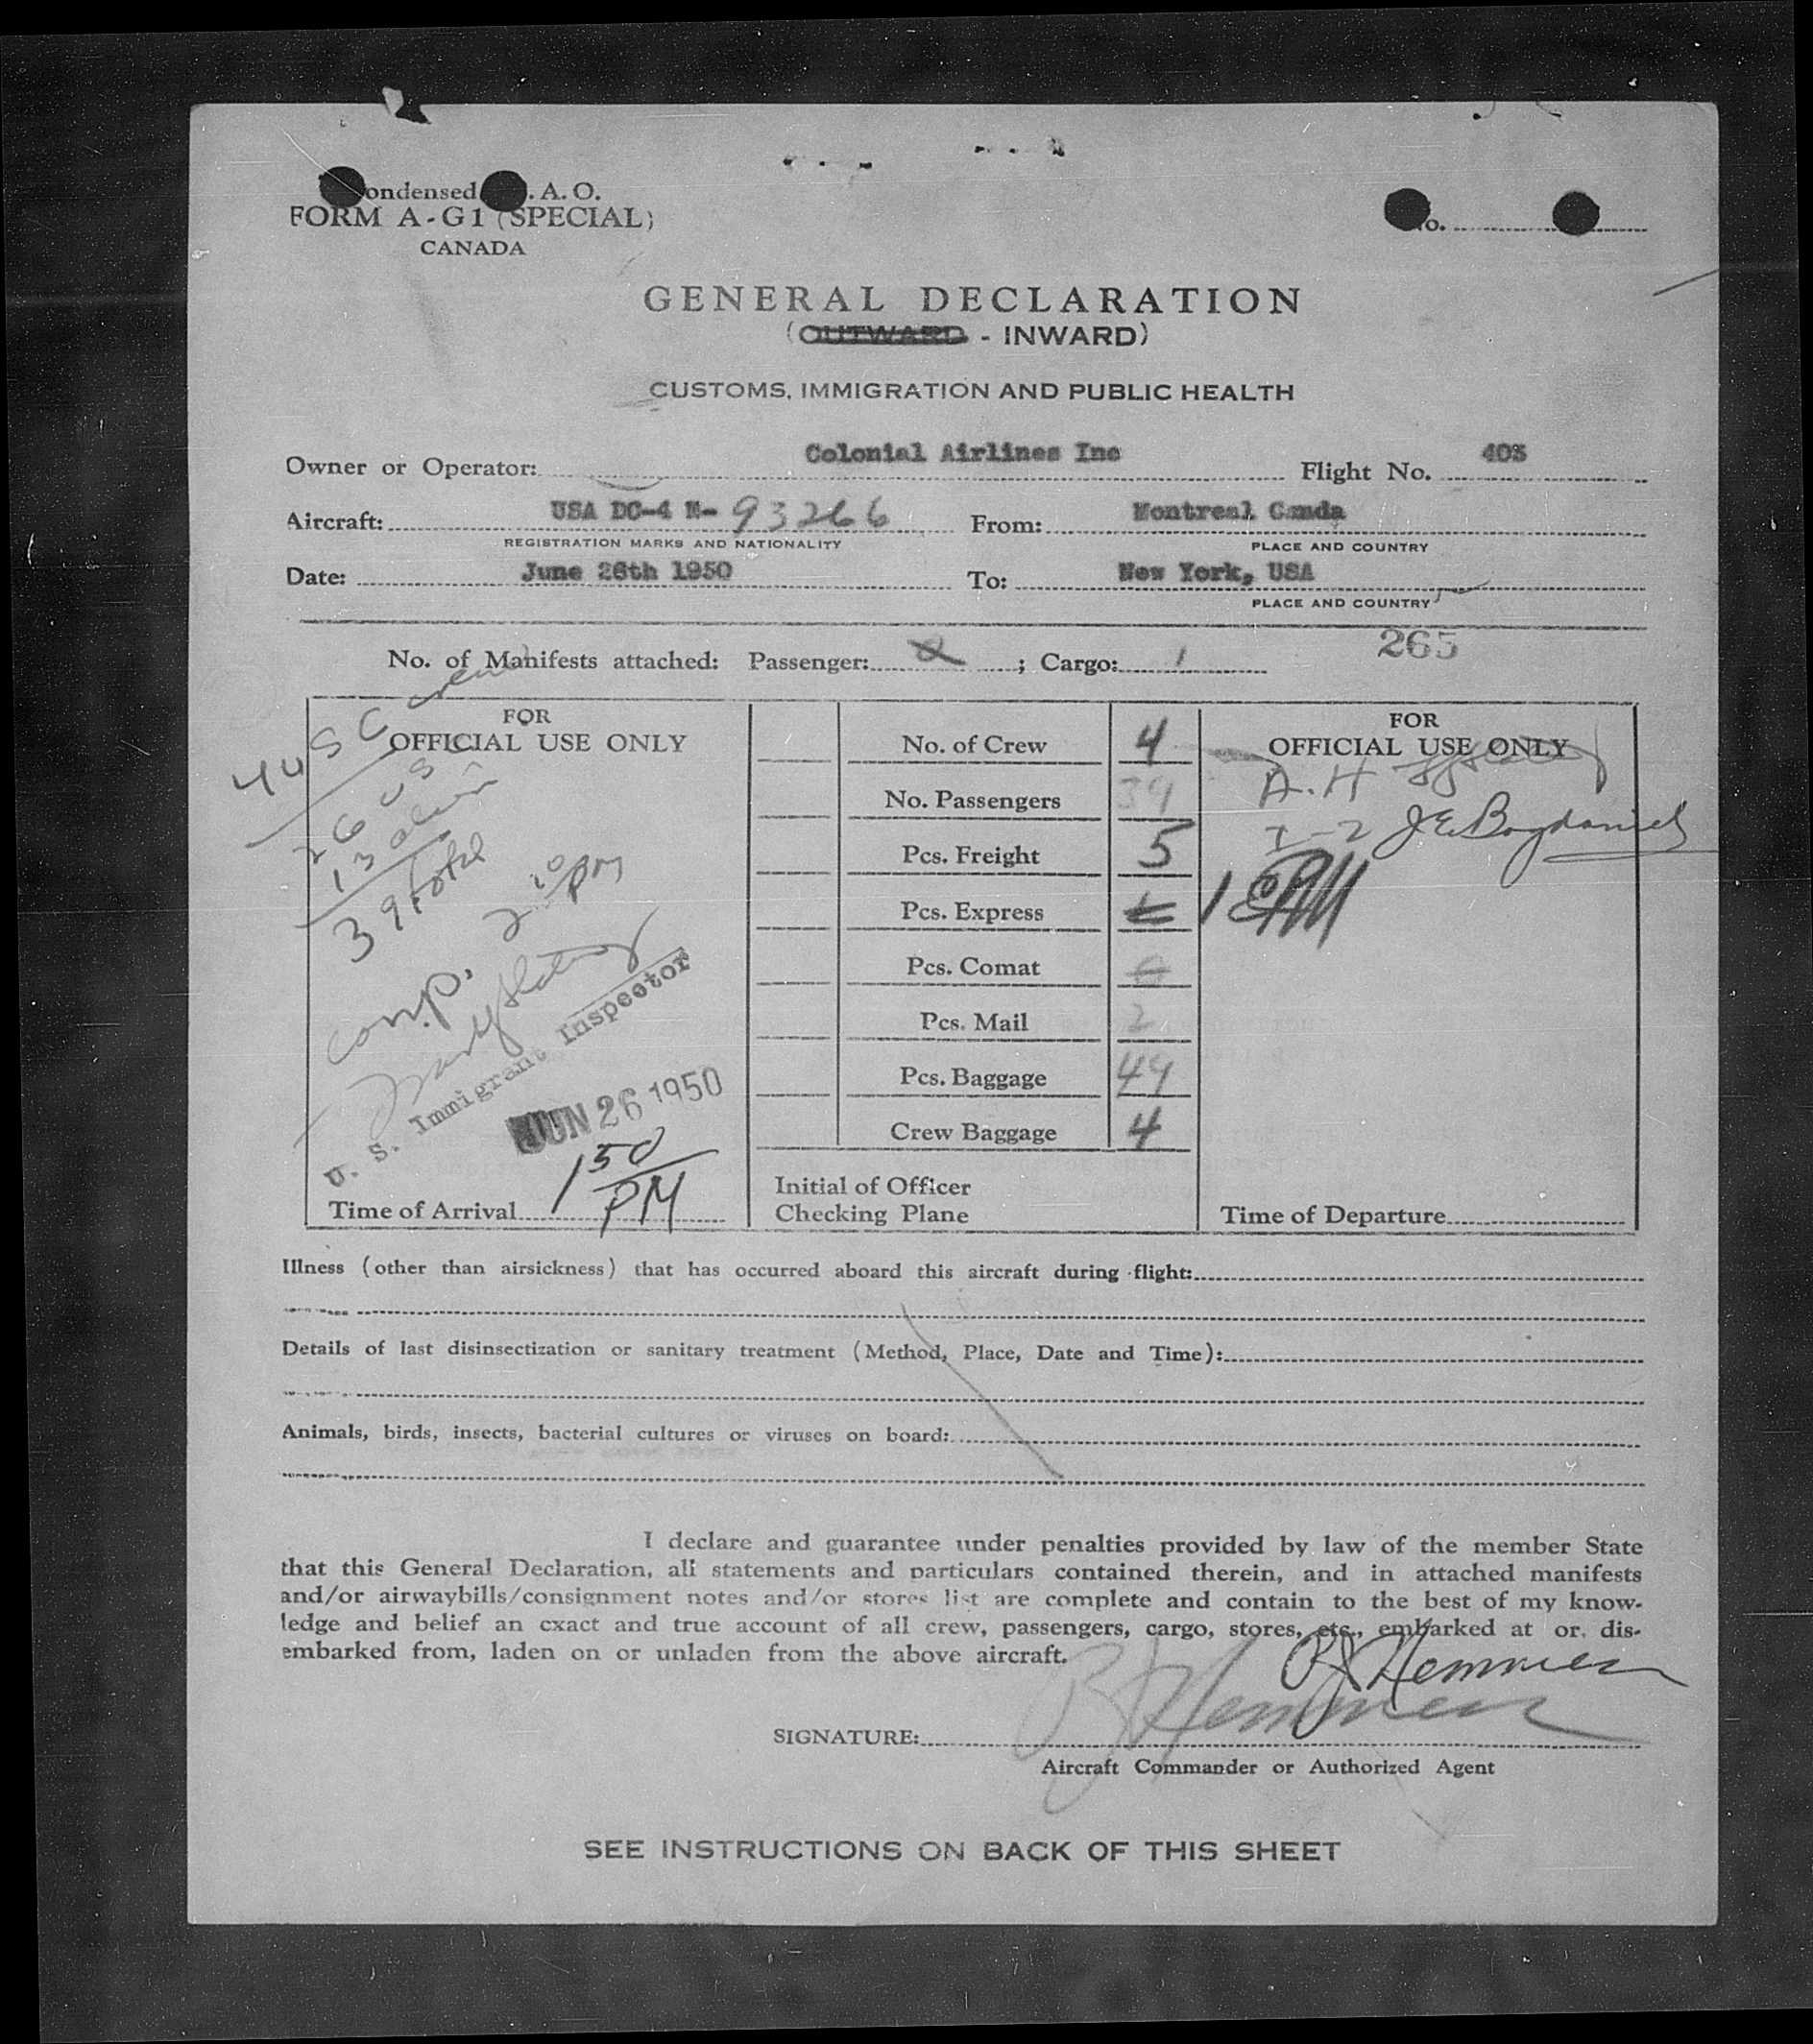 ondensed . A. O.
FORM A-G1 (SPECIAL)
CANADA
o.
GENERAL DECLARATION
(OUTWARD - INWARD)
CUSTOMS, IMMIGRATION AND PUBLIC HEALTH
Owner or Operator: Colonial Airlines Inc Flight No. 403
Aircraft: USA DC-4 N- 93266 From: Montreal Canda
REGISTRATION MARKS AND NATIONALITY PLACE AND COUNTRY
Date: June 26th 1950 To: New York, USA
PLACE AND COUNTRY
265
No. of Manifests attached: Passenger: 2 ; Cargo: 1
FOR
OFFICIAL USE ONLY
4 USC crew
26 USC
13 alien
39 total
comp. 2 10 PM
U. S. Immigrant Inspector
JUN 26 1950
Time of Arrival 1 50 PM
No. of Crew 4
No. Passengers 39
Pcs. Freight 5
Pcs. Express
Pcs. Comat 0
Pcs. Mail 2
Pcs. Baggage 49
Crew Baggage 4
Initial of Officer
Checking Plane
FOR
OFFICIAL USE ONLY
A. H
I-2 J E Bogdaniels
1
Time of Departure
Illness (other than airsickness) that has occurred aboard this aircraft during flight:
Details of last disinsectization or sanitary treatment (Method, Place, Date and Time):
Animals, birds, insects, bacterial cultures or viruses on board:
I declare and guarantee under penalties provided by law of the member State
that this General Declaration, all statements and particulars contained therein, and in attached manifests
and/or airwaybills/consignment notes and/or stores list are complete and contain to the best of my know-
ledge and belief an exact and true account of all crew, passengers, cargo, stores, etc., embarked at or dis-
embarked from, laden on or unladen from the above aircraft.
SIGNATURE:
Aircraft Commander or Authorized Agent
SEE INSTRUCTIONS ON BACK OF THIS SHEET